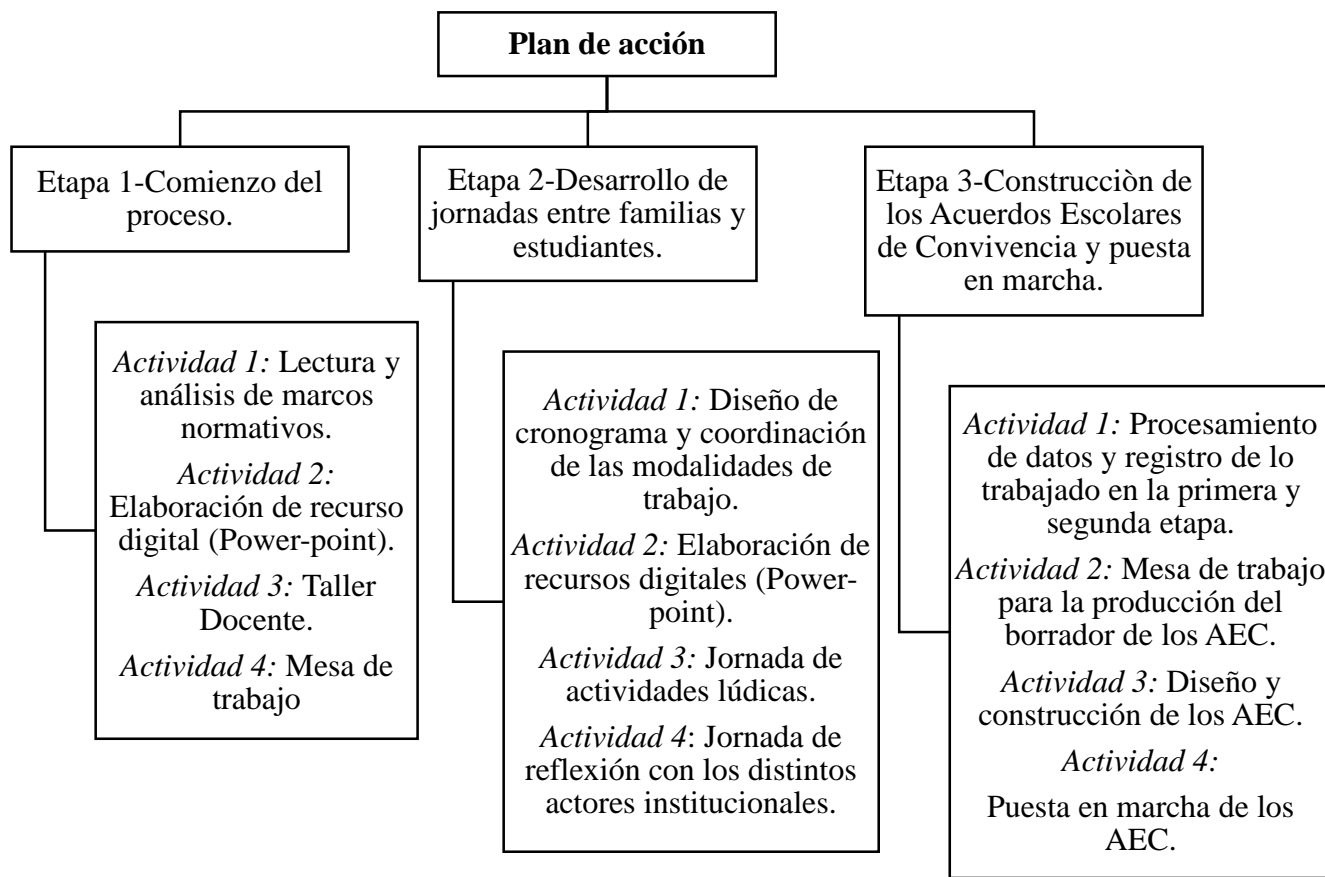 Plan de acción
Etapa 1-Comienzo del
proceso.
Actividad 1: Lectura y
análisis de marcos
normativos.
Actividad 2:
Elaboración de recurso
digital (Power-point).
Actividad 3: Taller
Docente.
Actividad 4: Mesa de
trabajo
Etapa 2-Desarrollo de
jornadas entre familias y
estudiantes.
Actividad 1: Diseño de
cronograma y coordinación
de las modalidades de
trabajo.
Actividad 2: Elaboración de
recursos digitales (Power-
point).
Actividad 3: Jornada de
actividades lúdicas.
Actividad 4: Jornada de
reflexión con los distintos
actores institucionales.
Etapa 3-Construcciòn de
los Acuerdos Escolares
de Convivencia y puesta
en marcha.
Actividad 1: Procesamiento
de datos y registro de lo
trabajado en la primera y
segunda etapa.
Actividad 2: Mesa de trabajo
para la producción del
borrador de los AEC.
Actividad 3: Diseño y
construcción de los AEC.
Actividad 4:
Puesta en marcha de los
AEC.